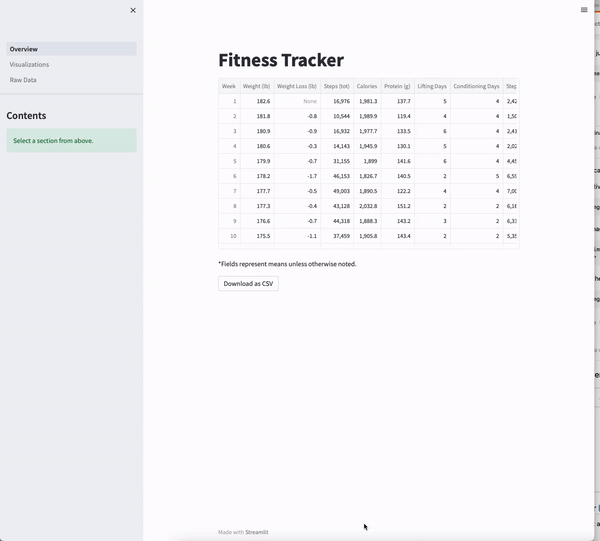 Overview
Visualizations
Raw Data
Contents
Select a section from above.
Fitness Tracker
Week Weight (lb) Weight Loss (lb) Steps (tot) Calories Protein (g) Lifting Days Conditioning Days Step
1 182.6 None 16,976 1,981.3 137.7 5 4 2,42
2 181.8 -0.8 10,544 1,989.9 119.4 4 4 1,50
3 180.9 -0.9 16,932 1,977.7 133.5 6 4 2,41
4 180.6 -0.3 14,143 1,945.9 130.1 5 4 2,02
5 179.9 -0.7 31,155 1,899 141.6 6 4 4,45
6 178.2 -1.7 46,153 1,826.7 140.5 2 5 6,59
7 177.7 -0.5 49,003 1,890.5 122.2 4 4 7,00
8 177.3 -0.4 43,128 2,032.8 151.2 2 2 6,16
9 176.6 -0.7 44,318 1,888.3 143.2 3 2 6,33
10 175.5 -1.1 37,459 1,905.8 143.4 2 2 5,35
*Fields represent means unless otherwise noted.
Download as CSV
Made with Streamlit